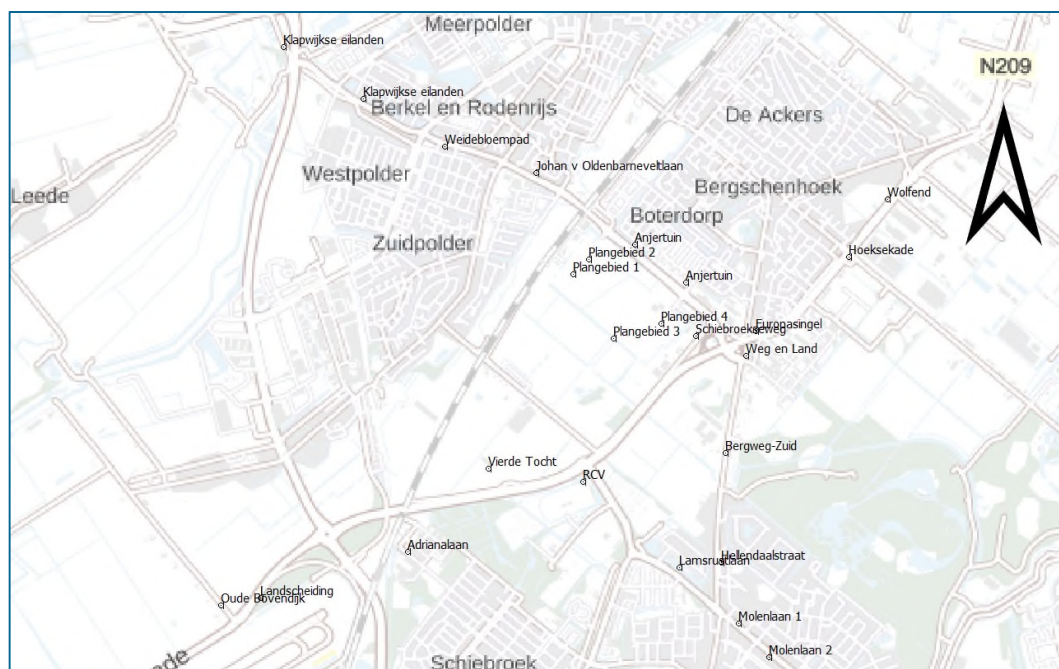 Meerpolder
Klapwijkse eilanden
N209
Klapwijkse eilanden
Berkel en Rodenrijs
De Ackers
Weidebloempad
Johan v Oldenbarneveltlaan
Westpolder
Bergschenhoek
Leede
Wolfend
Boterdorp
Zuidpolder
Anjertuin
Plangebied 2
Hoeksekade
Plangebied 1
Anjertuin
Plangebied 4
Europasingel
Plangebied 3
Schiebroekseweg
Weg en Land
Bergweg-Zuid
Vierde Tocht
RCV
Adrianalaan
Hellendaalstraat
Lamsrustlaan
Landscheiding
Oude Bovendijk
Molenlaan 1
Molenlaan 2
Schiebroek
eede